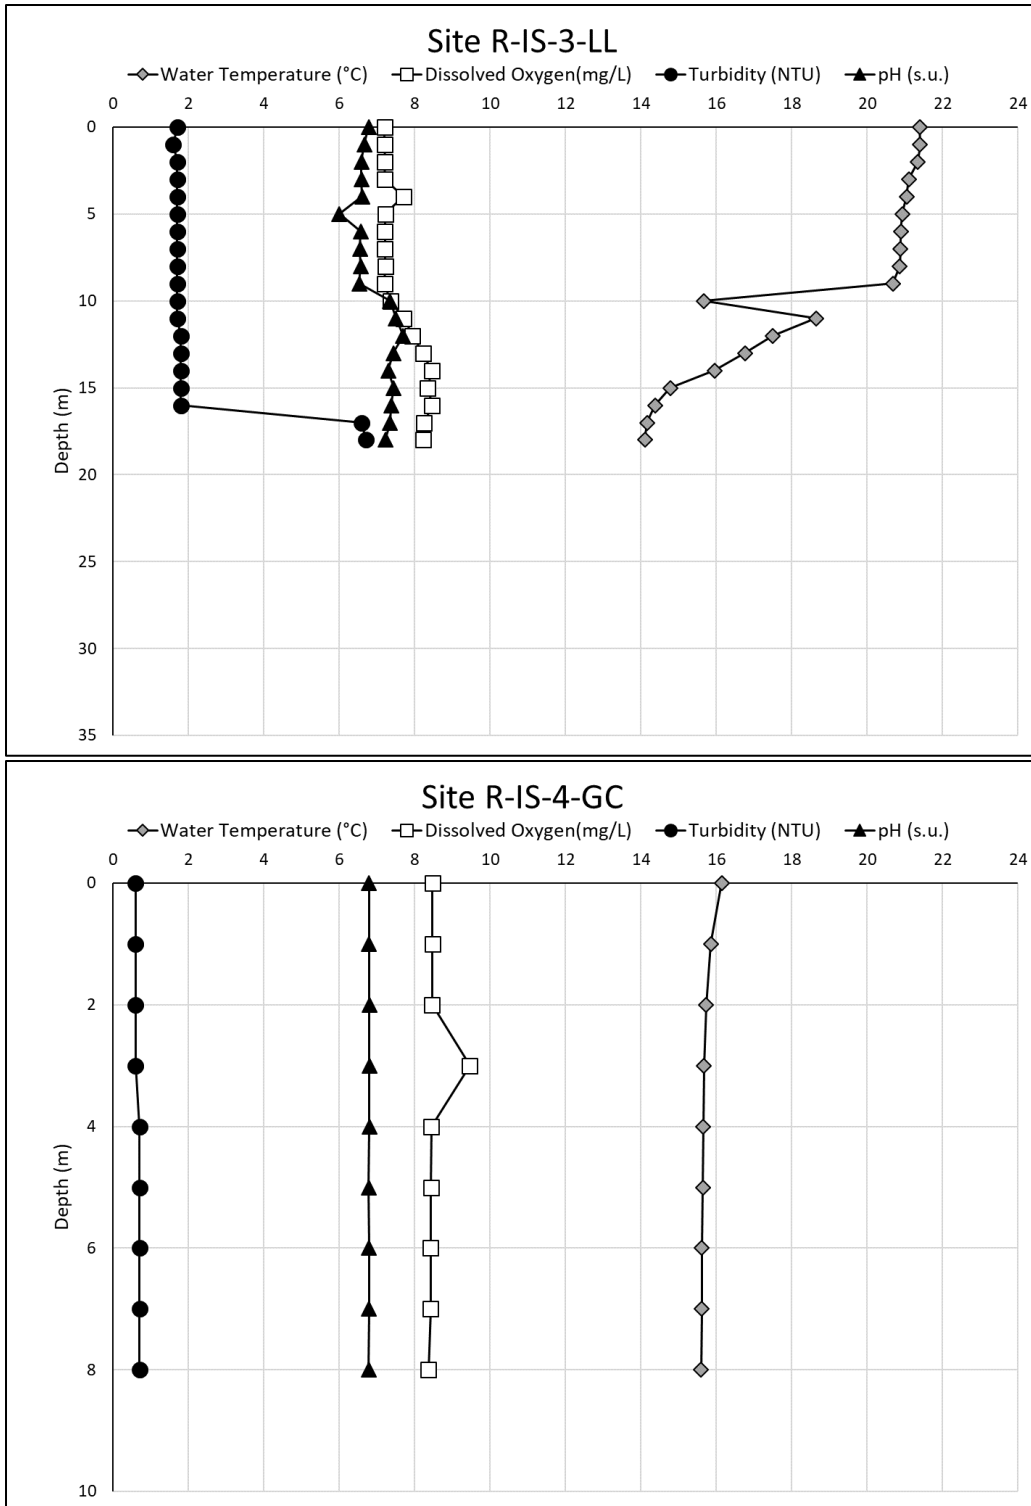 Site R-IS-3-LL
Water Temperature (°C) Dissolved Oxygen(mg/L) Turbidity (NTU) pH (s.u.)
0 2 4 6 8 10 12 14 16 18 20 22 24
0
5
10
15
Depth (m)
20
25
30
35
Site R-IS-4-GC
Water Temperature (°C) Dissolved Oxygen(mg/L) Turbidity (NTU) pH (s.u.)
0 2 4 6 8 10 12 14 16 18 20 22 24
0
2
4
Depth (m)
6
8
10